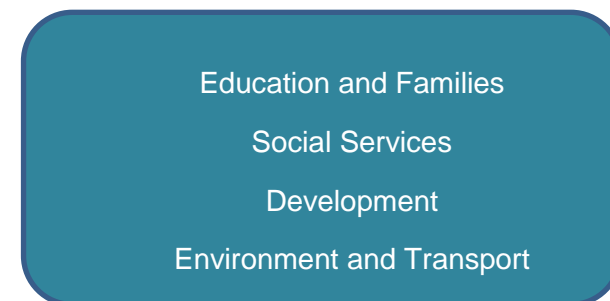 Education and Families
Social Services
Development
Environment and Transport